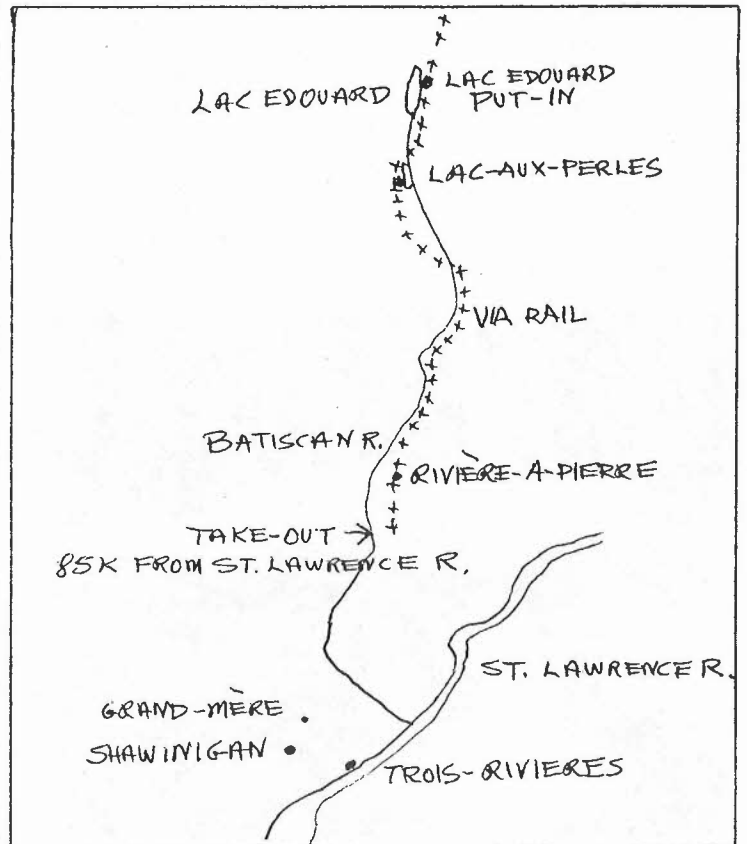 LAC EDOUARD
LAC EDOUARD
PUT-IN
LAC-AUX-PERLES
VIA RAIL
BATISCAN R.
RIVIÈRE-A-PIERRE
TAKE-OUT
85K FROM ST. LAWRENCE R.
ST. LAWRENCE R.
GRAND-MÈRE
SHAWINIGAN
TROIS-RIVIERES